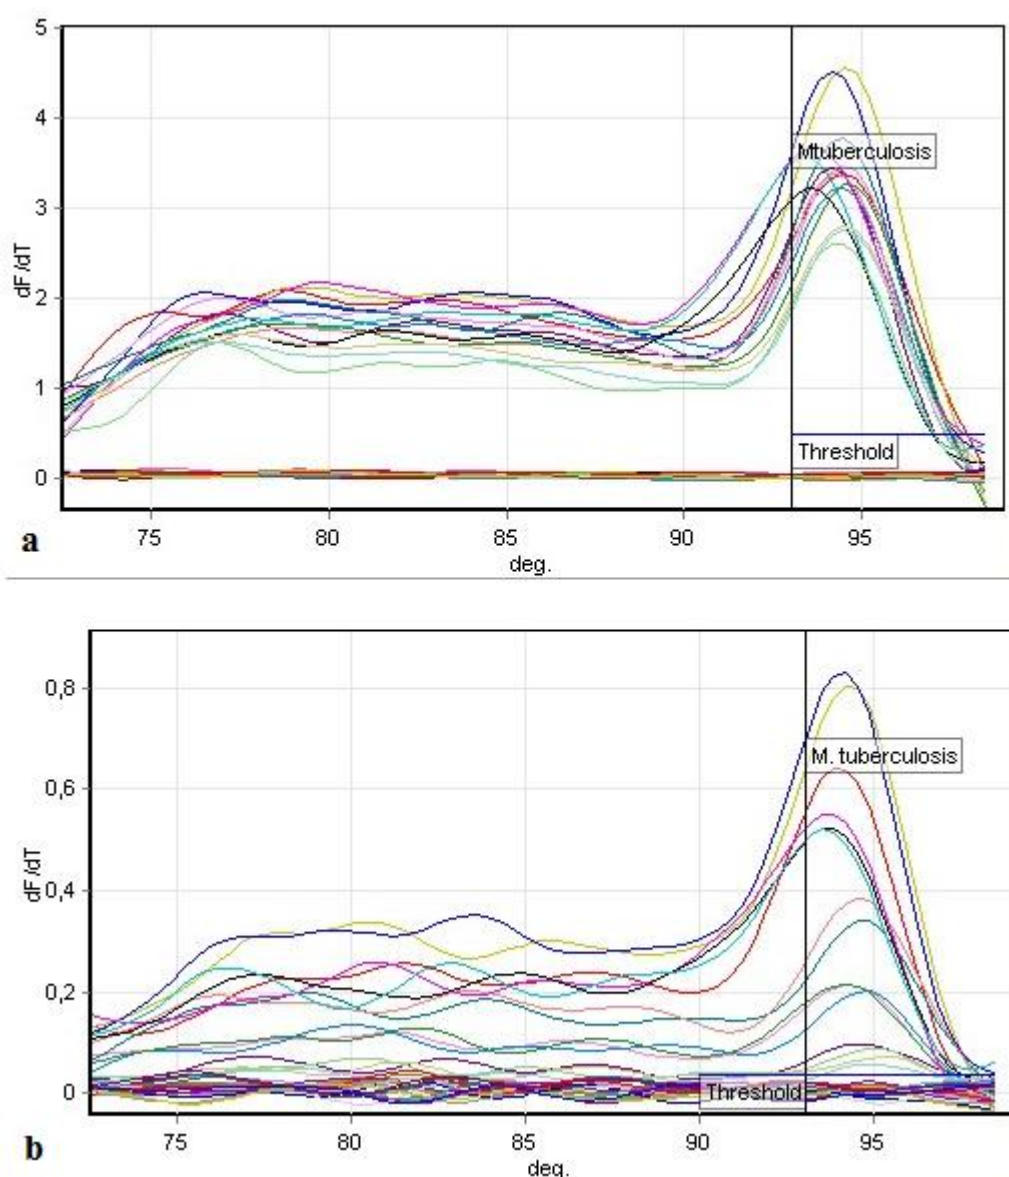 5
4
Mtuberculosis
3
dF/dT
2
1
Threshold
0
75 80 85 90 95
a
deg.
0,8
M. tuberculosis
0,6
dF/dT
0,4
0,2
Threshold
0
75 80 85 90 95
b
deg.